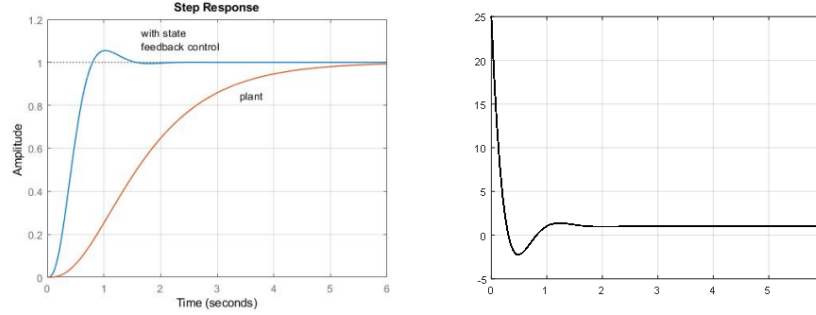 Step Response
1.2
1
0.8
0.6
0.4
0.2
0
Amplitude
with state
feedback control
plant
0 1 2 3 4 5 6
Time (seconds)
25
20
15
10
5
0
-5
0 1 2 3 4 5